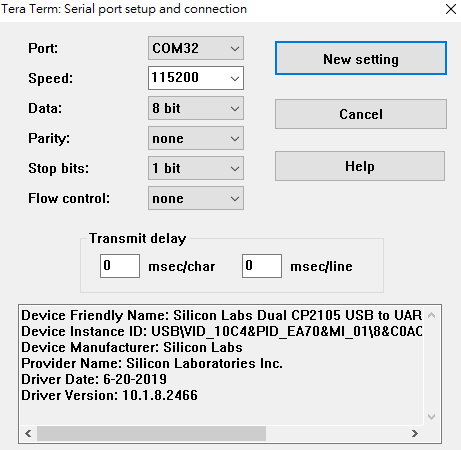 Tera Term: Serial port setup and connection
Port: COM32
New setting
Speed: 115200
Data: 8 bit
Cancel
Parity: none
Stop bits: 1 bit
Help
Flow control: none
Transmit delay
0 msec/char 0 msec/line
Device Friendly Name: Silicon Labs Dual CP2105 USB to UAR
Device Instance ID: USB\VID_10C4&PID_EA70&MI_01\8&C0AC
Device Manufacturer: Silicon Labs
Provider Name: Silicon Laboratories Inc.
Driver Date: 6-20-2019
Driver Version: 10.1.8.2466